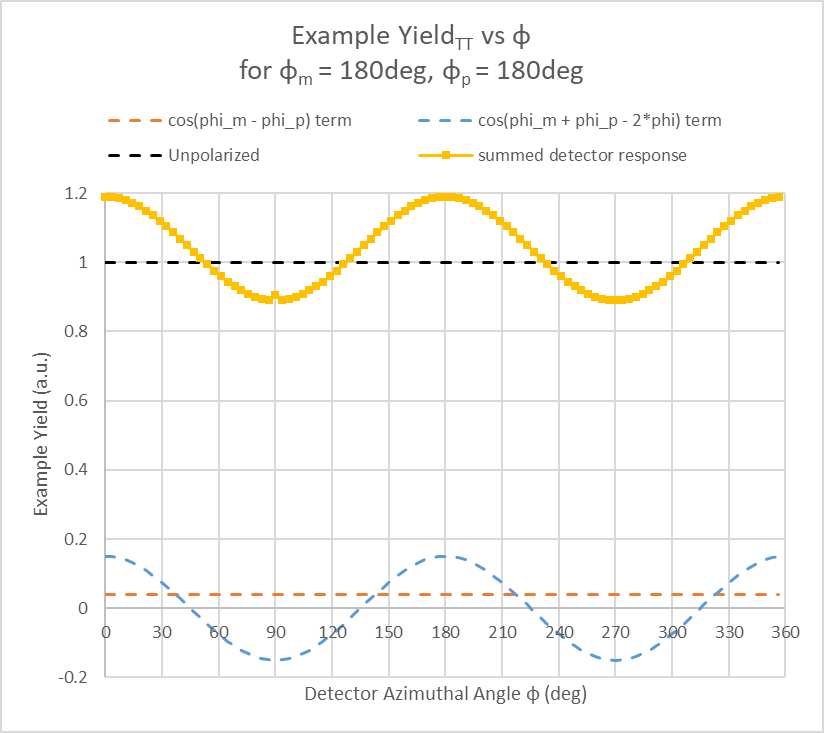 Example Yield_TT vs ϕ
for ϕ_m = 180deg, ϕ_p = 180deg
cos(phi_m - phi_p) term
cos(phi_m + phi_p - 2*phi) term
Unpolarized
summed detector response
Example Yield (a.u.)
1.2
1
0.8
0.6
0.4
0.2
0
-0.2
0 30 60 90 120 150 180 210 240 270 300 330 360
Detector Azimuthal Angle ϕ (deg)